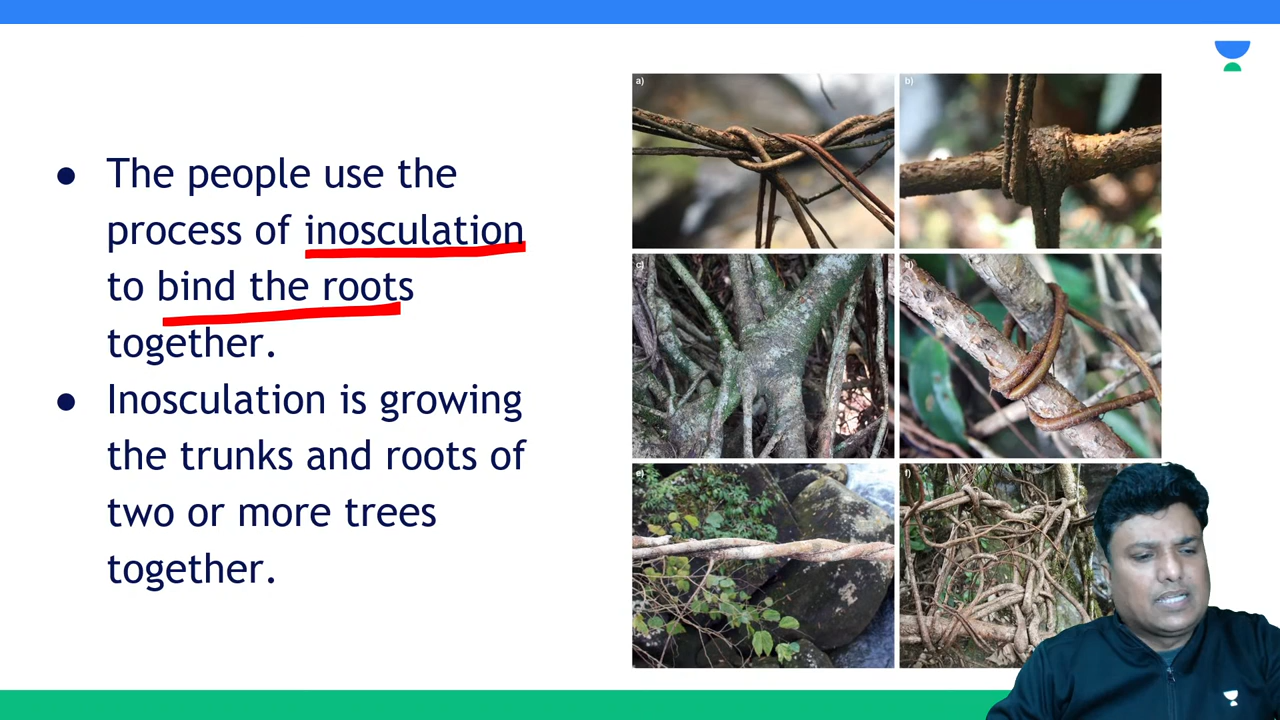 ● The people use the
process of inosculation
to bind the roots
together.
● Inosculation is growing
the trunks and roots of
two or more trees
together.
a)
b)
c)
d)
e)
f)